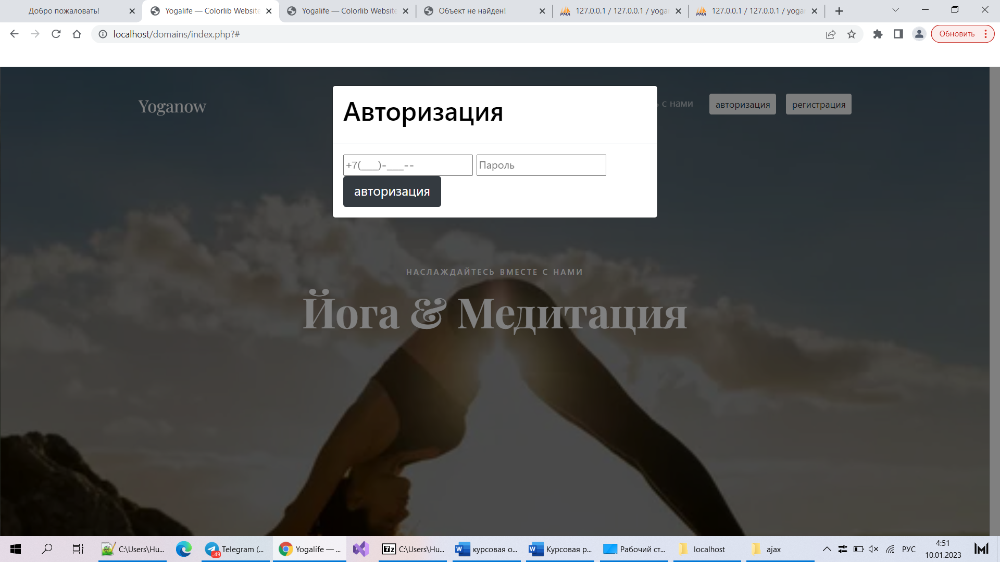 Добро пожаловать!
Yogalife — Colorlib Website
Yogalife — Colorlib Website
Объект не найден!
127.0.0.1 / 127.0.0.1 / yoga
127.0.0.1 / 127.0.0.1 / yoga
localhost/domains/index.php?#
Обновить
Yoganow
с нами
авторизация
регистрация
Авторизация
+7(___)-___--
Пароль
авторизация
НАСЛАЖДАЙТЕСЬ ВМЕСТЕ С НАМИ
Йога & Медитация
C:\Users\Hu...
49
Telegram (...
Yogalife — ...
Tz
C:\Users\Hu...
курсовая о...
Курсовая р...
Рабочий ст...
localhost
ajax
РУС
4:51
10.01.2023